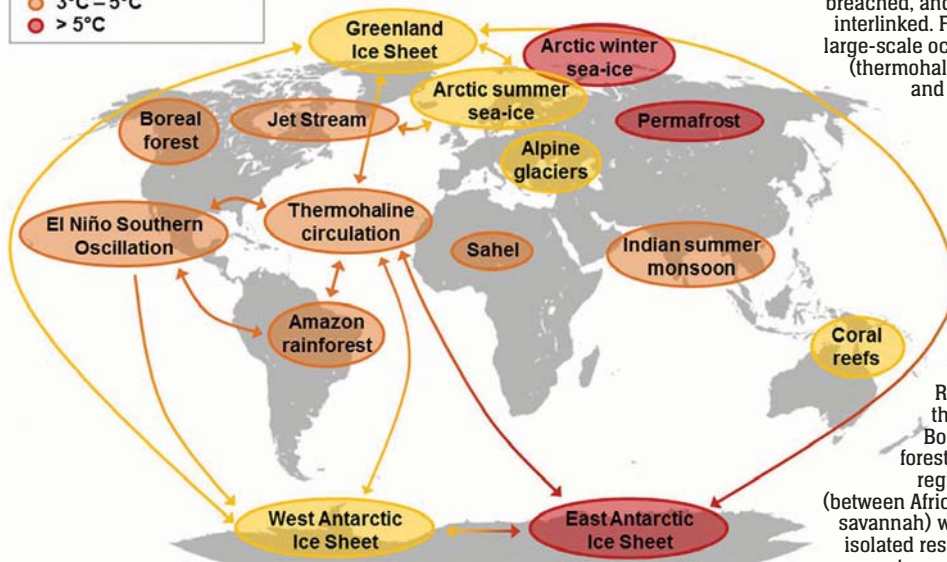 3°C – 5°C
> 5°C
breached, and
interlinked. F
large-scale oc
(thermohal
and
Greenland
Ice Sheet
Arctic winter
sea-ice
Arctic summer
sea-ice
Boreal
forest
Jet Stream
Permafrost
Alpine
glaciers
El Niño Southern
Oscillation
Thermohaline
circulation
Sahel
Indian summer
monsoon
Amazon
rainforest
Coral
reefs
R
th
Bo
forest
reg
(between Afric
savannah) w
isolated res
West Antarctic
Ice Sheet
East Antarctic
Ice Sheet